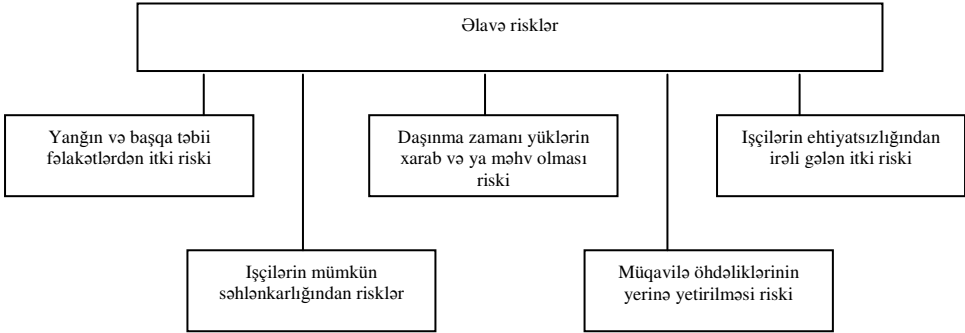 Əlavə risklər
Yanğın və başqa təbii
fəlakətlərdən itki riski
Daşınma zamanı yüklərin
xarab və ya məhv olması
riski
Işçilərin ehtiyatsızlığından
irəli gələn itki riski
Işçilərin mümkün
səhlənkarlığından risklər
Müqavilə öhdəliklərinin
yerinə yetirilməsi riski